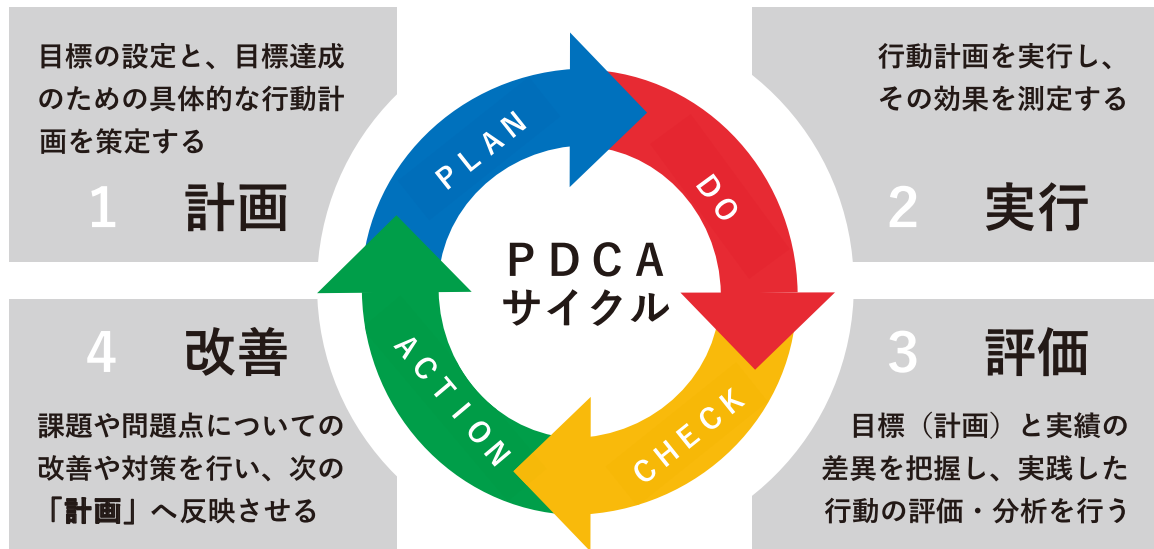 目標の設定と、目標達成
のための具体的な行動計
画を策定する
1 計画
行動計画を実行し、
その効果を測定する
2 実行
PLAN
DO
PDCA
サイクル
ACTION
CHECK
4 改善
課題や問題点についての
改善や対策を行い、次の
「計画」へ反映させる
3 評価
目標（計画）と実績の
差異を把握し、実践した
行動の評価・分析を行う